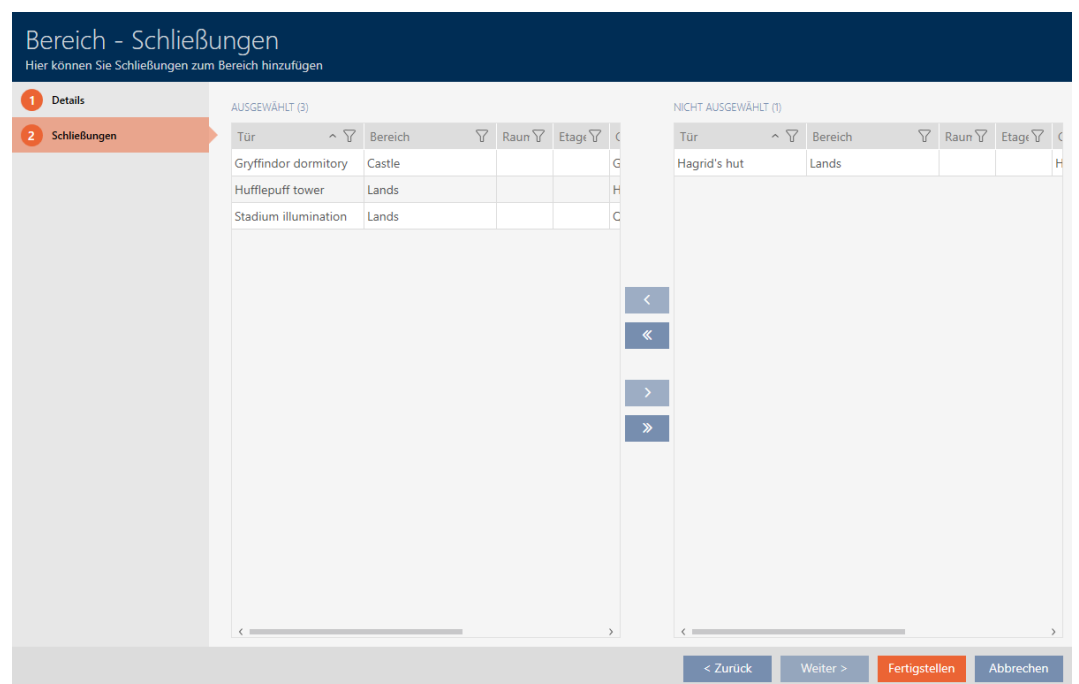 Bereich - Schließungen
Hier können Sie Schließungen zum Bereich hinzufügen
1 Details
2 Schließungen
AUSGEWÄHLT (3)
Tür Bereich Raun Etage
Gryffindor dormitory Castle G
Hufflepuff tower Lands H
Stadium illumination Lands
NICHT AUSGEWÄHLT (1)
Tür Bereich Raun Etage
Hagrid's hut Lands H
< Zurück Weiter > Fertigstellen Abbrechen